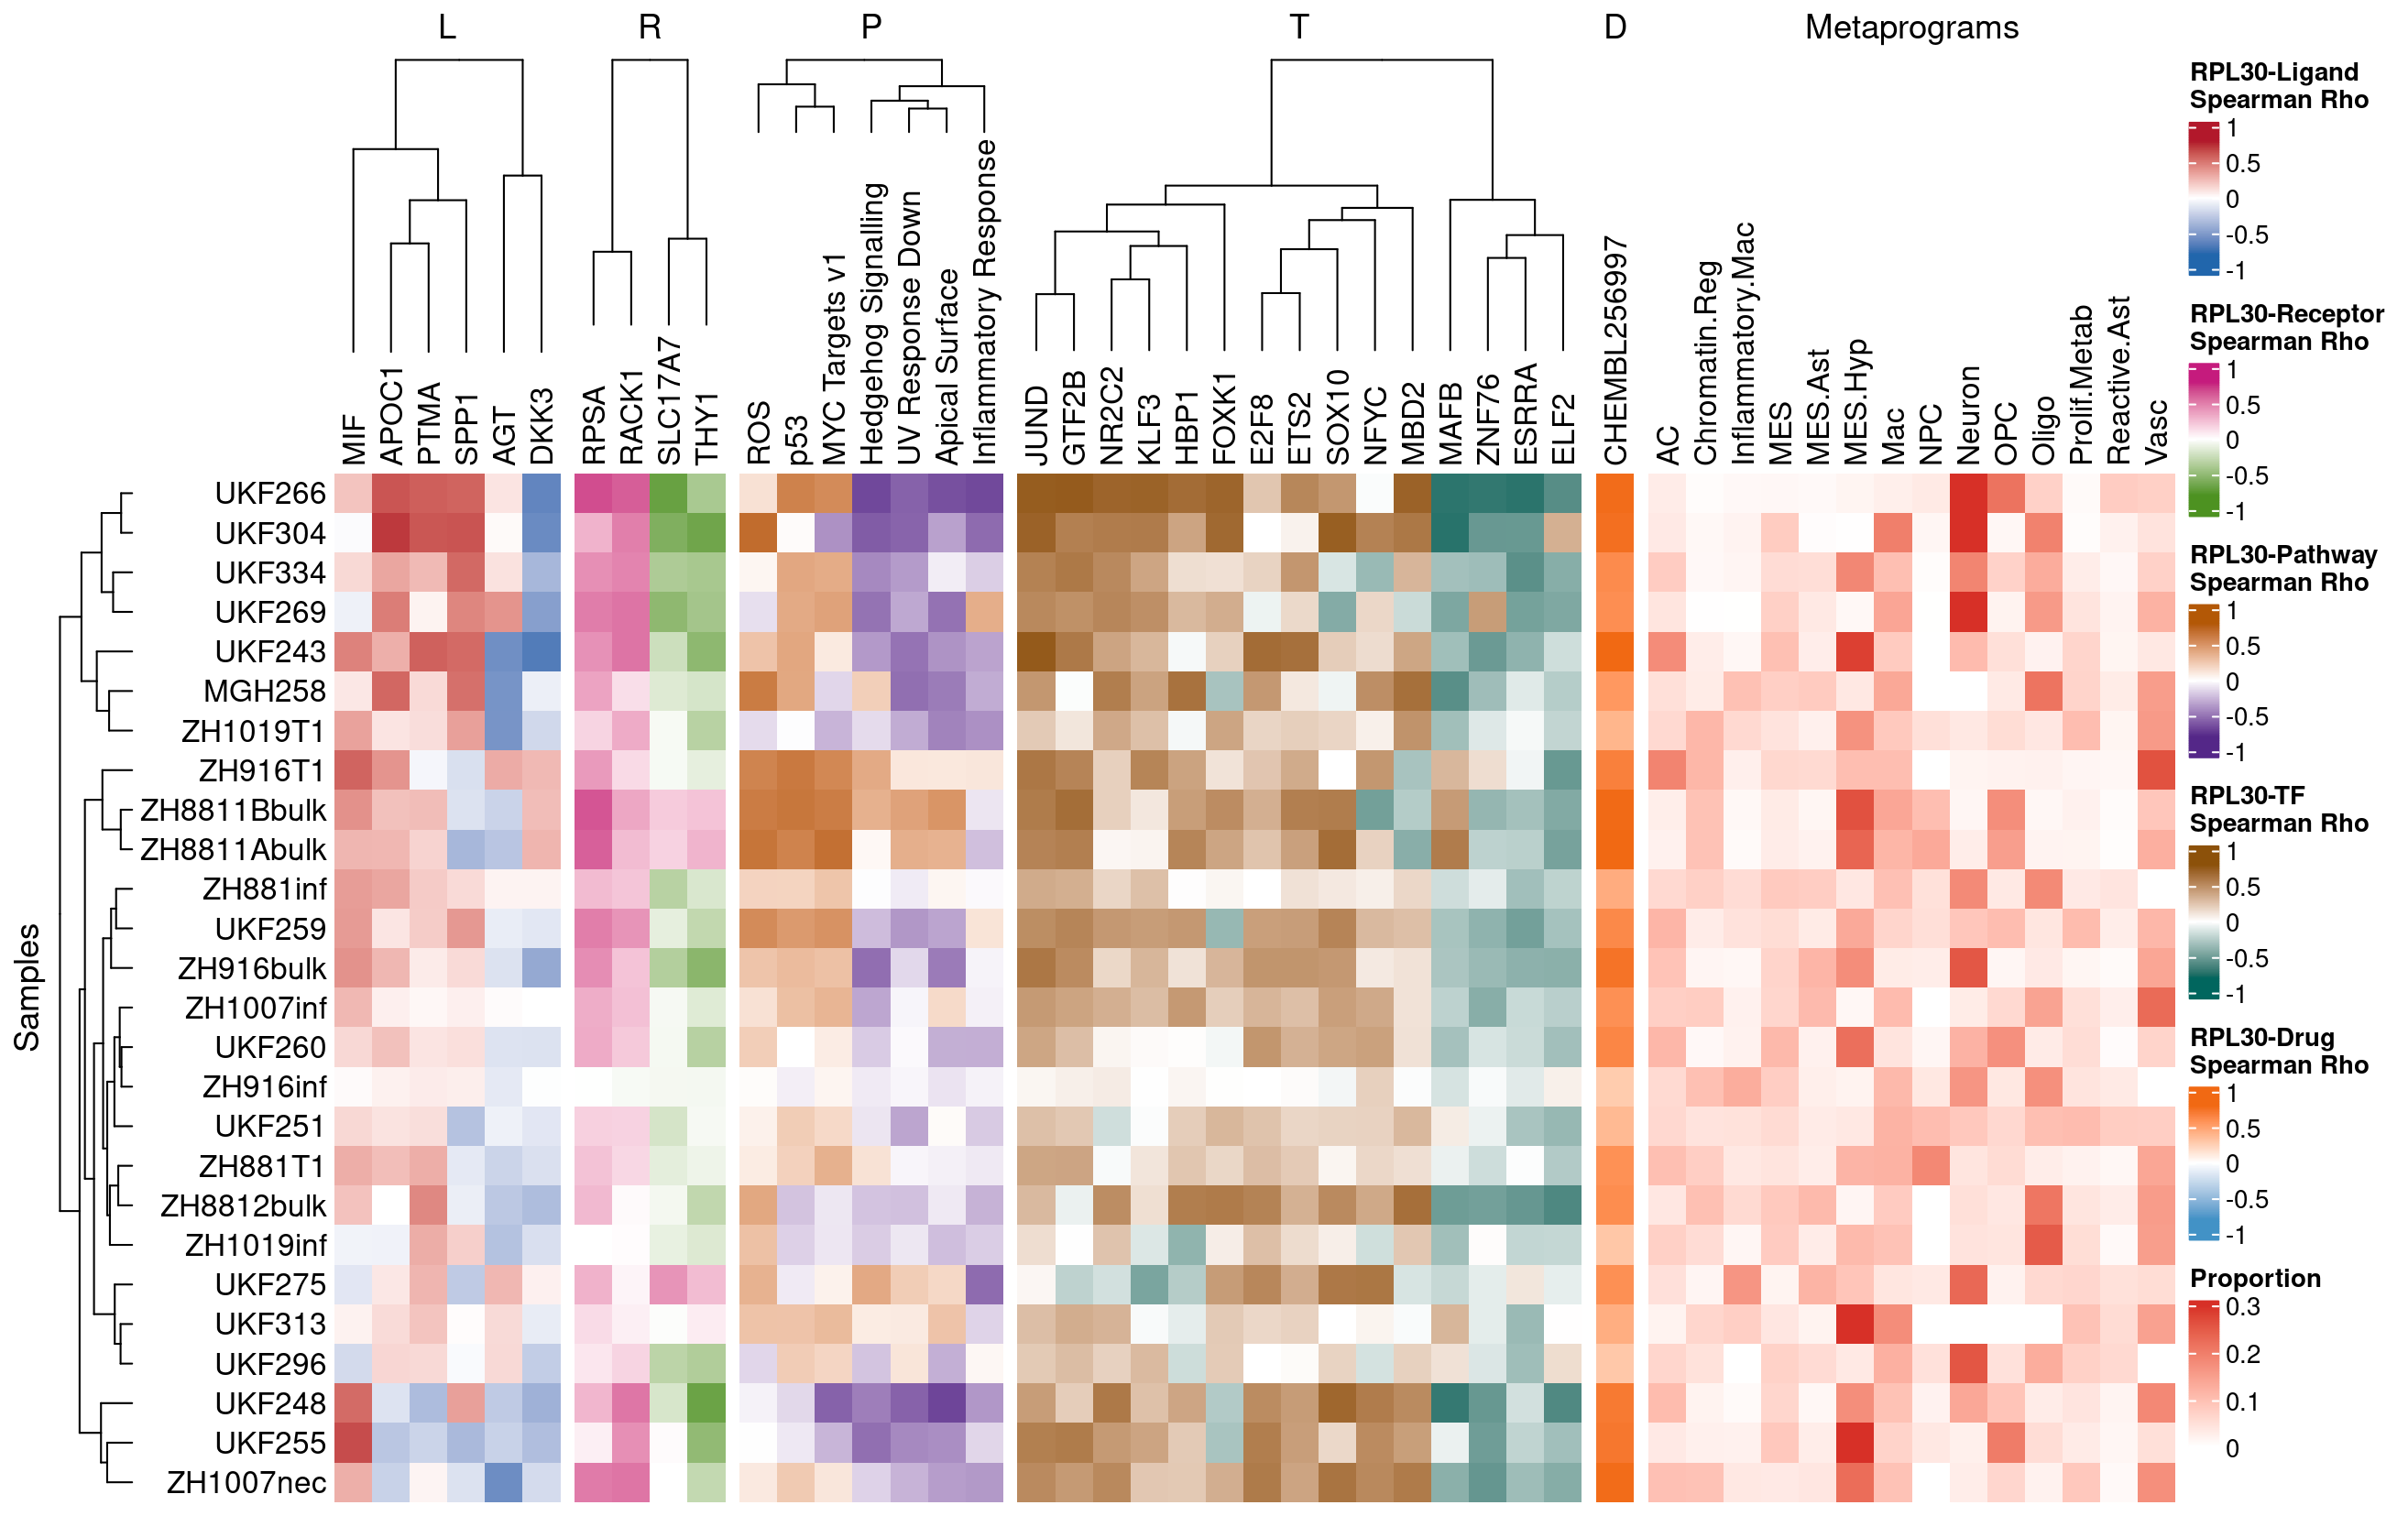 L R P T D Metaprograms
MIF APOC1 PTMA SPP1 AGT DKK3
RPSA RACK1 SLC17A7 THY1
ROS p53 MYC Targets v1 Hedgehog Signalling UV Response Down Apical Surface Inflammatory Response
JUND GTF2B NR2C2 KLF3 HBP1 FOXK1 E2F8 ETS2 SOX10 NFYC MBD2 MAFB ZNF76 ESRRA ELF2
CHEMBL256997
AC Chromatin.Reg Inflammatory.Mac MES MES.Ast MES.Hyp Mac NPC Neuron OPC Oligo Prolif.Metab Reactive.Ast Vasc
Samples
UKF266
UKF304
UKF334
UKF269
UKF243
MGH258
ZH1019T1
ZH916T1
ZH8811Bbulk
ZH8811Abulk
ZH881inf
UKF259
ZH916bulk
ZH1007inf
UKF260
ZH916inf
UKF251
ZH881T1
ZH8812bulk
ZH1019inf
UKF275
UKF313
UKF296
UKF248
UKF255
ZH1007nec
RPL30-Ligand
Spearman Rho
1
0.5
0
-0.5
-1
RPL30-Receptor
Spearman Rho
1
0.5
0
-0.5
-1
RPL30-Pathway
Spearman Rho
1
0.5
0
-0.5
-1
RPL30-TF
Spearman Rho
1
0.5
0
-0.5
-1
RPL30-Drug
Spearman Rho
1
0.5
0
-0.5
-1
Proportion
0.3
0.2
0.1
0